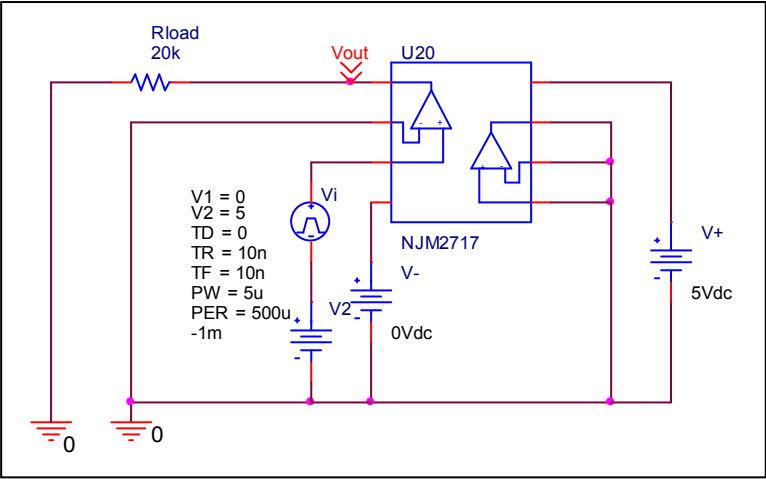 Rload
20k
Vout
U20
- +
+ -
V1 = 0
V2 = 5
TD = 0
TR = 10n
TF = 10n
PW = 5u
PER = 500u
-1m
Vi
+
-
NJM2717
V-
V2
+
-
+
-
0Vdc
V+
+
-
5Vdc
0
0